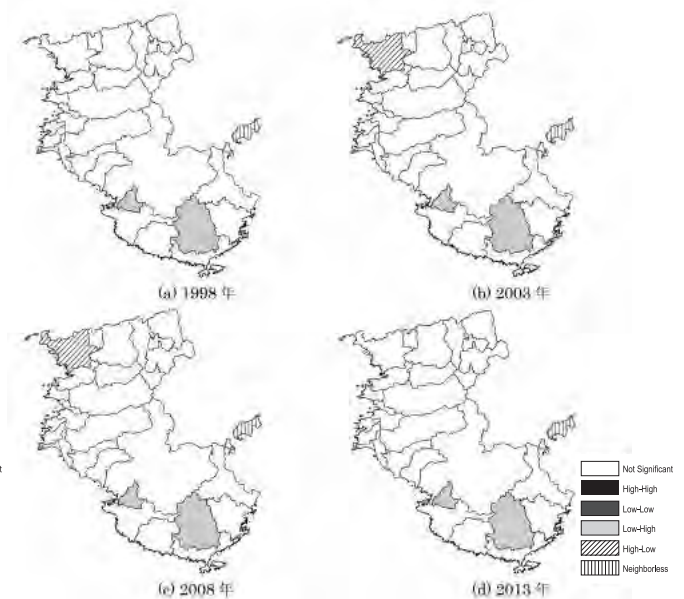 (a) 1998 年
(b) 2003 年
(c) 2008 年
(d) 2013 年
t
Not Significant
High-High
Low-Low
Low-High
High-Low
Neighborless